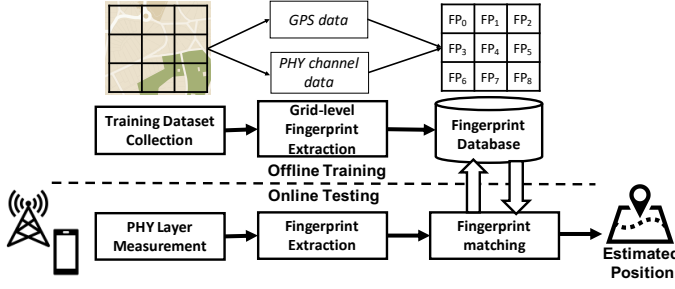 GPS data
PHY channel
data
FP0 FP1 FP2
FP3 FP4 FP5
FP6 FP7 FP8
Training Dataset
Collection
Grid-level
Fingerprint
Extraction
Fingerprint
Database
Offline Training
Online Testing
PHY Layer
Measurement
Fingerprint
Extraction
Fingerprint
matching
Estimated
Position